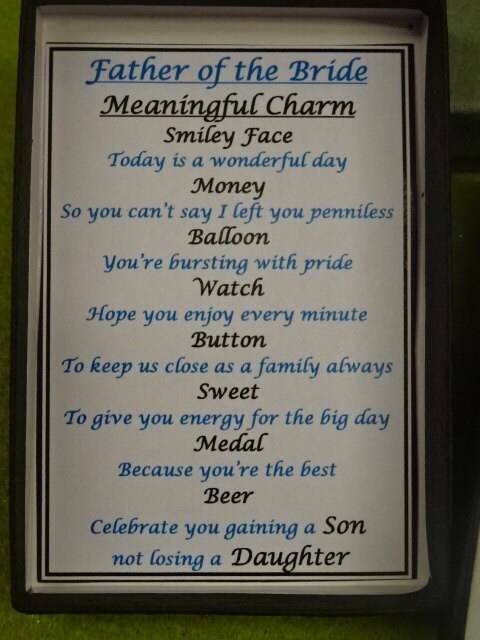 Father of the Bride
Meaningful Charm
Smiley Face
Today is a wonderful day
Money
So you can't say I left you penniless
Balloon
You're bursting with pride
Watch
Hope you enjoy every minute
Button
To keep us close as a family always
Sweet
To give you energy for the big day
Medal
Because you're the best
Beer
Celebrate you gaining a Son
not losing a Daughter